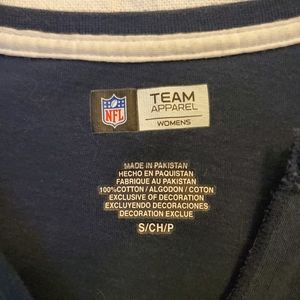 NFL
TEAM
APPAREL
WOMENS
MADE IN PAKISTAN
HECHO EN PAQUISTAN
FABRIQUE AU PAKISTAN
100%COTTON / ALGODON / COTON
EXCLUSIVE OF DECORATION
EXCLUYENDO DECORACIONES
DECORATION EXCLUE
S/CH/P